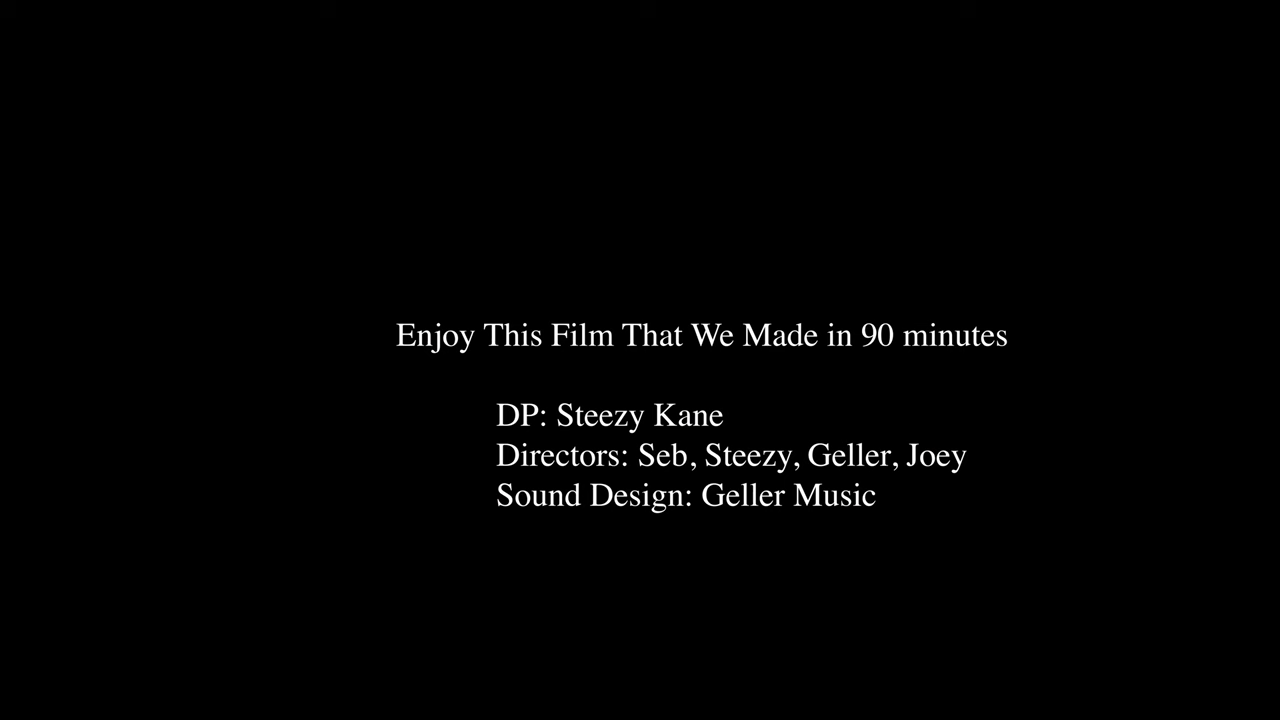 Enjoy This Film That We Made in 90 minutes
DP: Steezy Kane
Directors: Seb, Steezy, Geller, Joey
Sound Design: Geller Music